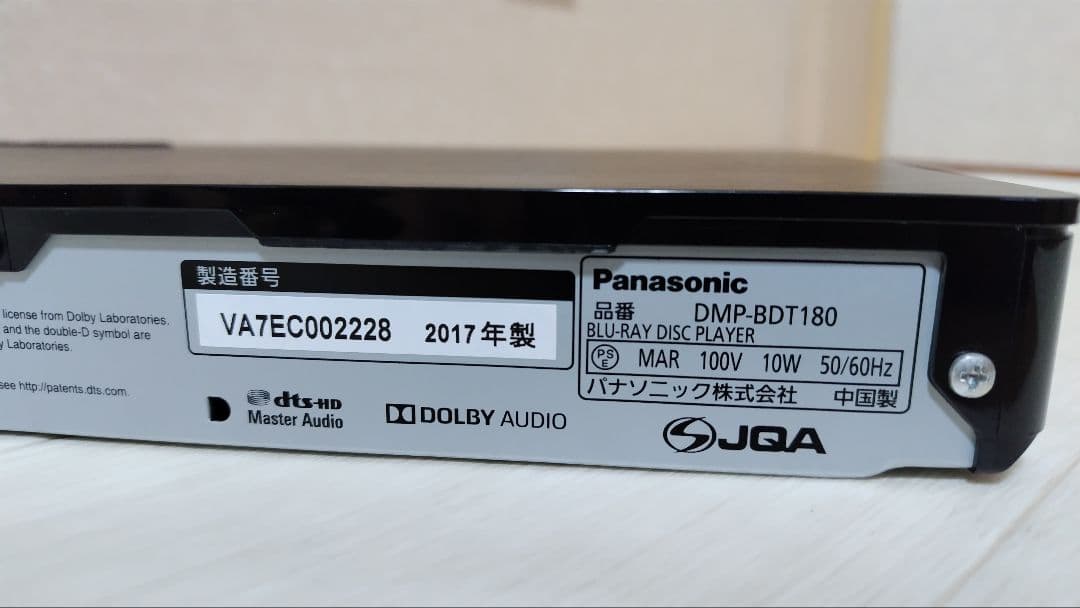 license from Dolby Laboratories.
and the double-D symbol are
Laboratories.
see http://patents.dts.com.
製造番号
VA7EC002228 2017年製
dts-HD
Master Audio
DOLBY AUDIO
Panasonic
品番 DMP-BDT180
BLU-RAY DISC PLAYER
PSE MAR 100V 10W 50/60Hz
パナソニック株式会社 中国製
JQA